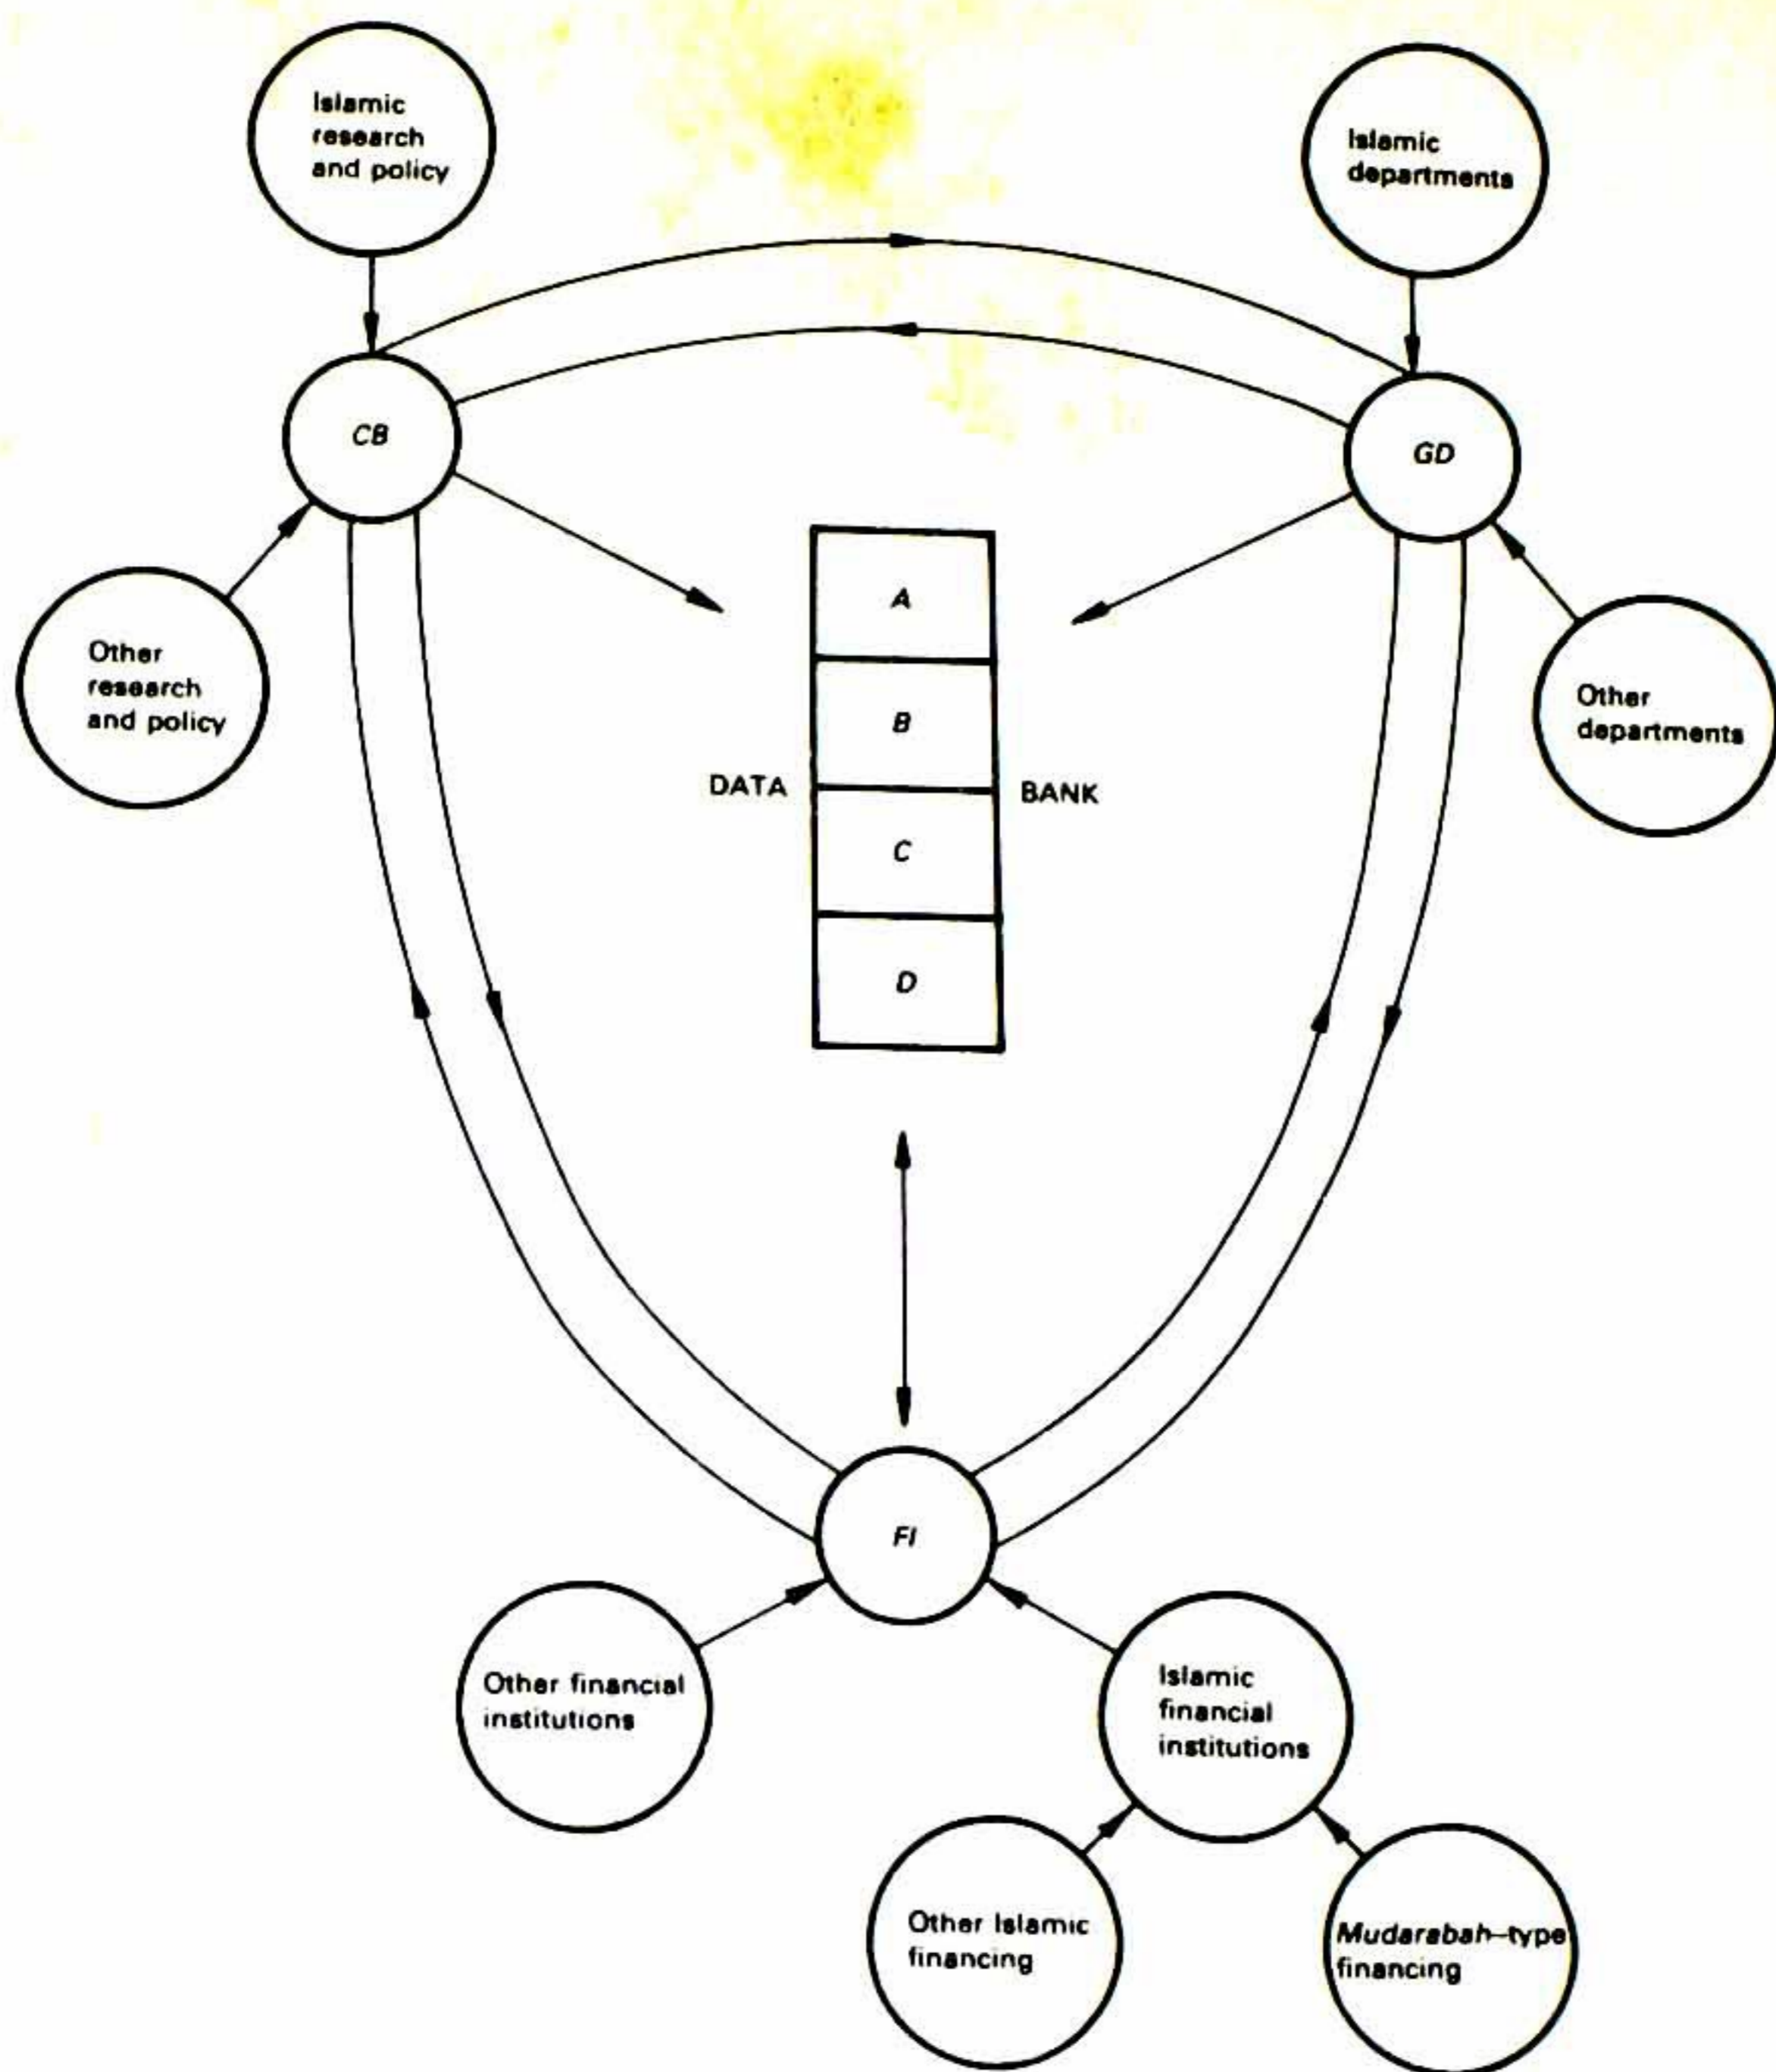 Islamic
research
and policy
Islamic
departments
CB
GD
Other
research
and policy
Other
departments
A
B
DATA
BANK
C
D
FI
Other financial
institutions
Islamic
financial
institutions
Other Islamic
financing
Mudarabah–type
financing